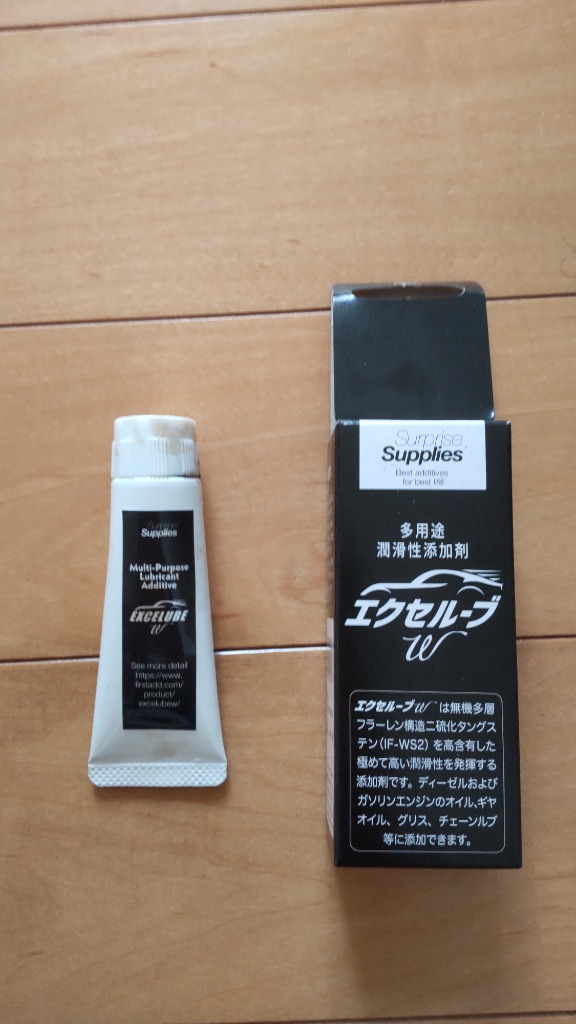 Surprise
Supplies
Multi-Purpose
Lubricant
Additive
EXCELUBE
W
See more detail
https://www.
firstadd.com/
product/
excelubew/
Surprise
Supplies
Best additives
for best life
多用途
潤滑性添加剤
エクセルーブ
W
エクセルーブWは無機多層
フラーレン構造二硫化タングス
テン(IF-WS2)を高含有した
極めて高い潤滑性を発揮する
添加剤です。ディーゼルおよび
ガソリンエンジンのオイル、ギヤ
オイル、グリス、チェーンルブ
等に添加できます。